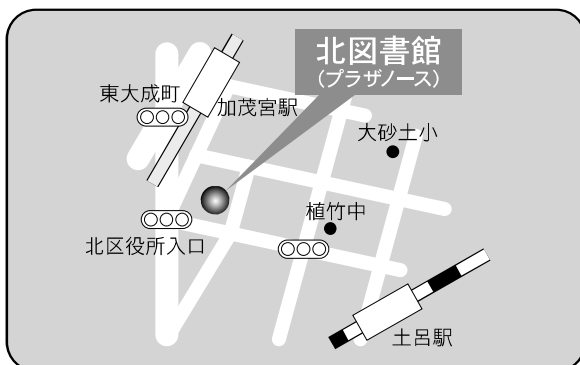 北図書館
(プラザノース)
東大成町
加茂宮駅
大砂土小
植竹中
北区役所入口
土呂駅